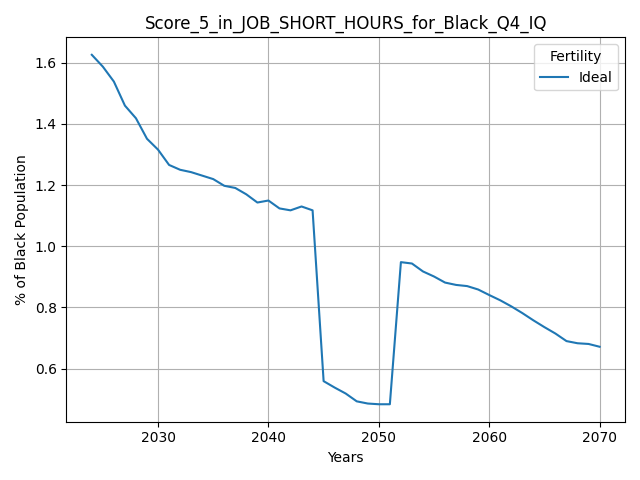 Score_5_in_JOB_SHORT_HOURS_for_Black_Q4_IQ
Fertility
Ideal
% of Black Population
1.6
1.4
1.2
1.0
0.8
0.6
2030
2040
2050
2060
2070
Years